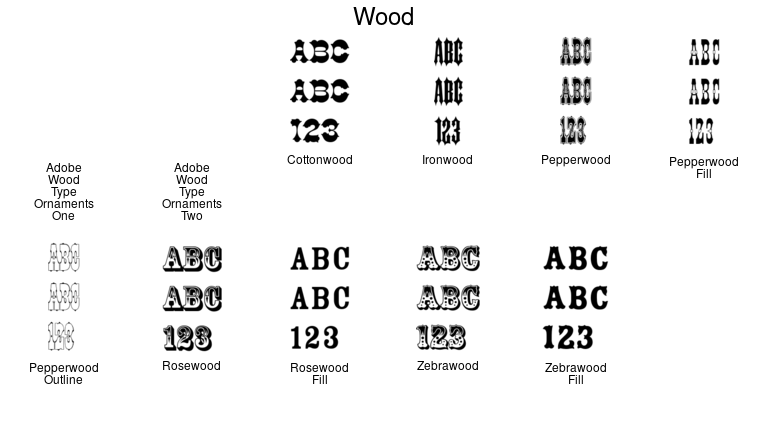 Wood
ABC ABC ABC ABC
ABC ABC ABC ABC
123 123 123 123
Cottonwood Ironwood Pepperwood Pepperwood
Fill
Adobe
Wood
Type
Ornaments
One
Adobe
Wood
Type
Ornaments
Two
ABC ABC ABC ABC ABC
ABC ABC ABC ABC ABC
123 123 123 123 123
Pepperwood
Outline
Rosewood
Rosewood
Fill
Zebrawood
Zebrawood
Fill